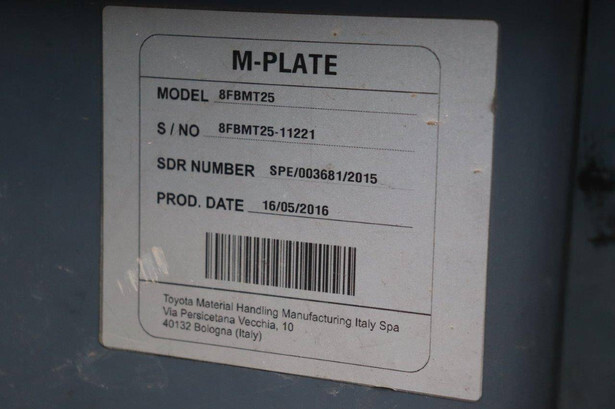 M-PLATE
MODEL 8FBMT25
S / NO 8FBMT25-11221
SDR NUMBER SPE/003681/2015
PROD. DATE 16/05/2016
Toyota Material Handling Manufacturing Italy Spa
Via Persicetana Vecchia, 10
40132 Bologna (Italy)